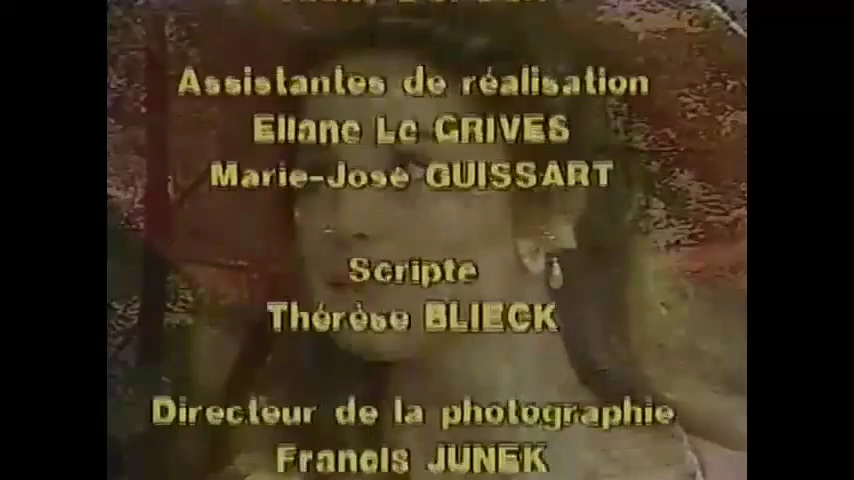 Assistantes de réalisation
Eliane Le GRIVES
Marie-José GUISSART
Scripte
Thérèse BLIECK
Directeur de la photographie
Francis JUNEK